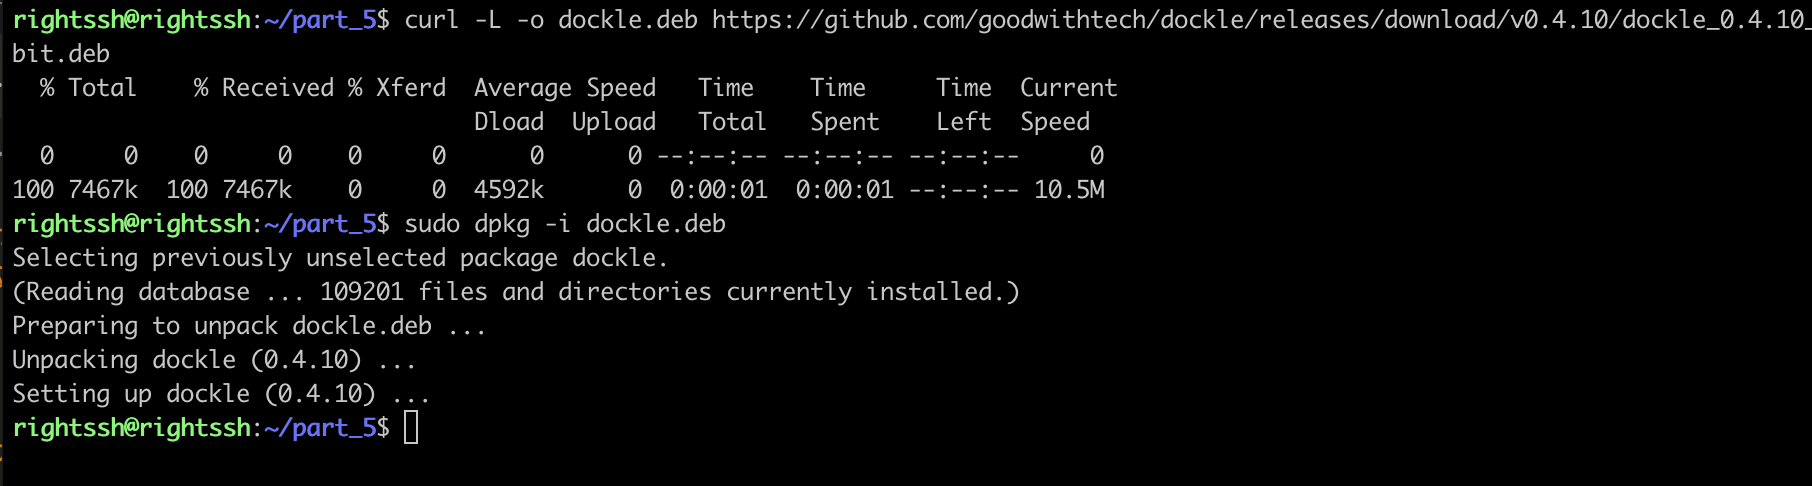 rightssh@rightssh:~/part_5$ curl -L -o dockle.deb https://github.com/goodwithtech/dockle/releases/download/v0.4.10/dockle_0.4.10_
bit.deb
  % Total    % Received % Xferd  Average Speed   Time    Time     Time  Current
                                 Dload  Upload   Total   Spent    Left  Speed
  0     0    0     0    0     0      0      0 --:--:-- --:--:-- --:--:--     0
100 7467k  100 7467k    0     0  4592k      0  0:00:01  0:00:01 --:--:-- 10.5M
rightssh@rightssh:~/part_5$ sudo dpkg -i dockle.deb
Selecting previously unselected package dockle.
(Reading database ... 109201 files and directories currently installed.)
Preparing to unpack dockle.deb ...
Unpacking dockle (0.4.10) ...
Setting up dockle (0.4.10) ...
rightssh@rightssh:~/part_5$